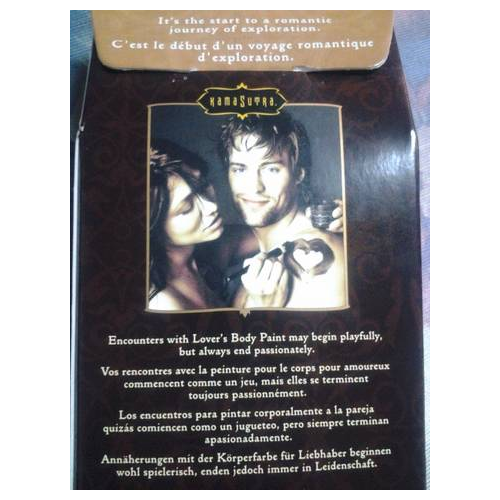 It's the start to a romantic
journey of exploration.
C'est le début d'un voyage romantique
d'exploration.
KAMASUTRA
Encounters with Lover's Body Paint may begin playfully,
but always end passionately.
Vos rencontres avec la peinture pour le corps pour amoureux
commencent comme un jeu, mais elles se terminent
toujours passionnément.
Los encuentros para pintar corporalmente a la pareja
quizás comiencen como un jugueteo, pero siempre terminan
apasionadamente.
Annäherungen mit der Körperfarbe für Liebhaber beginnen
wohl spielerisch, enden jedoch immer in Leidenschaft.